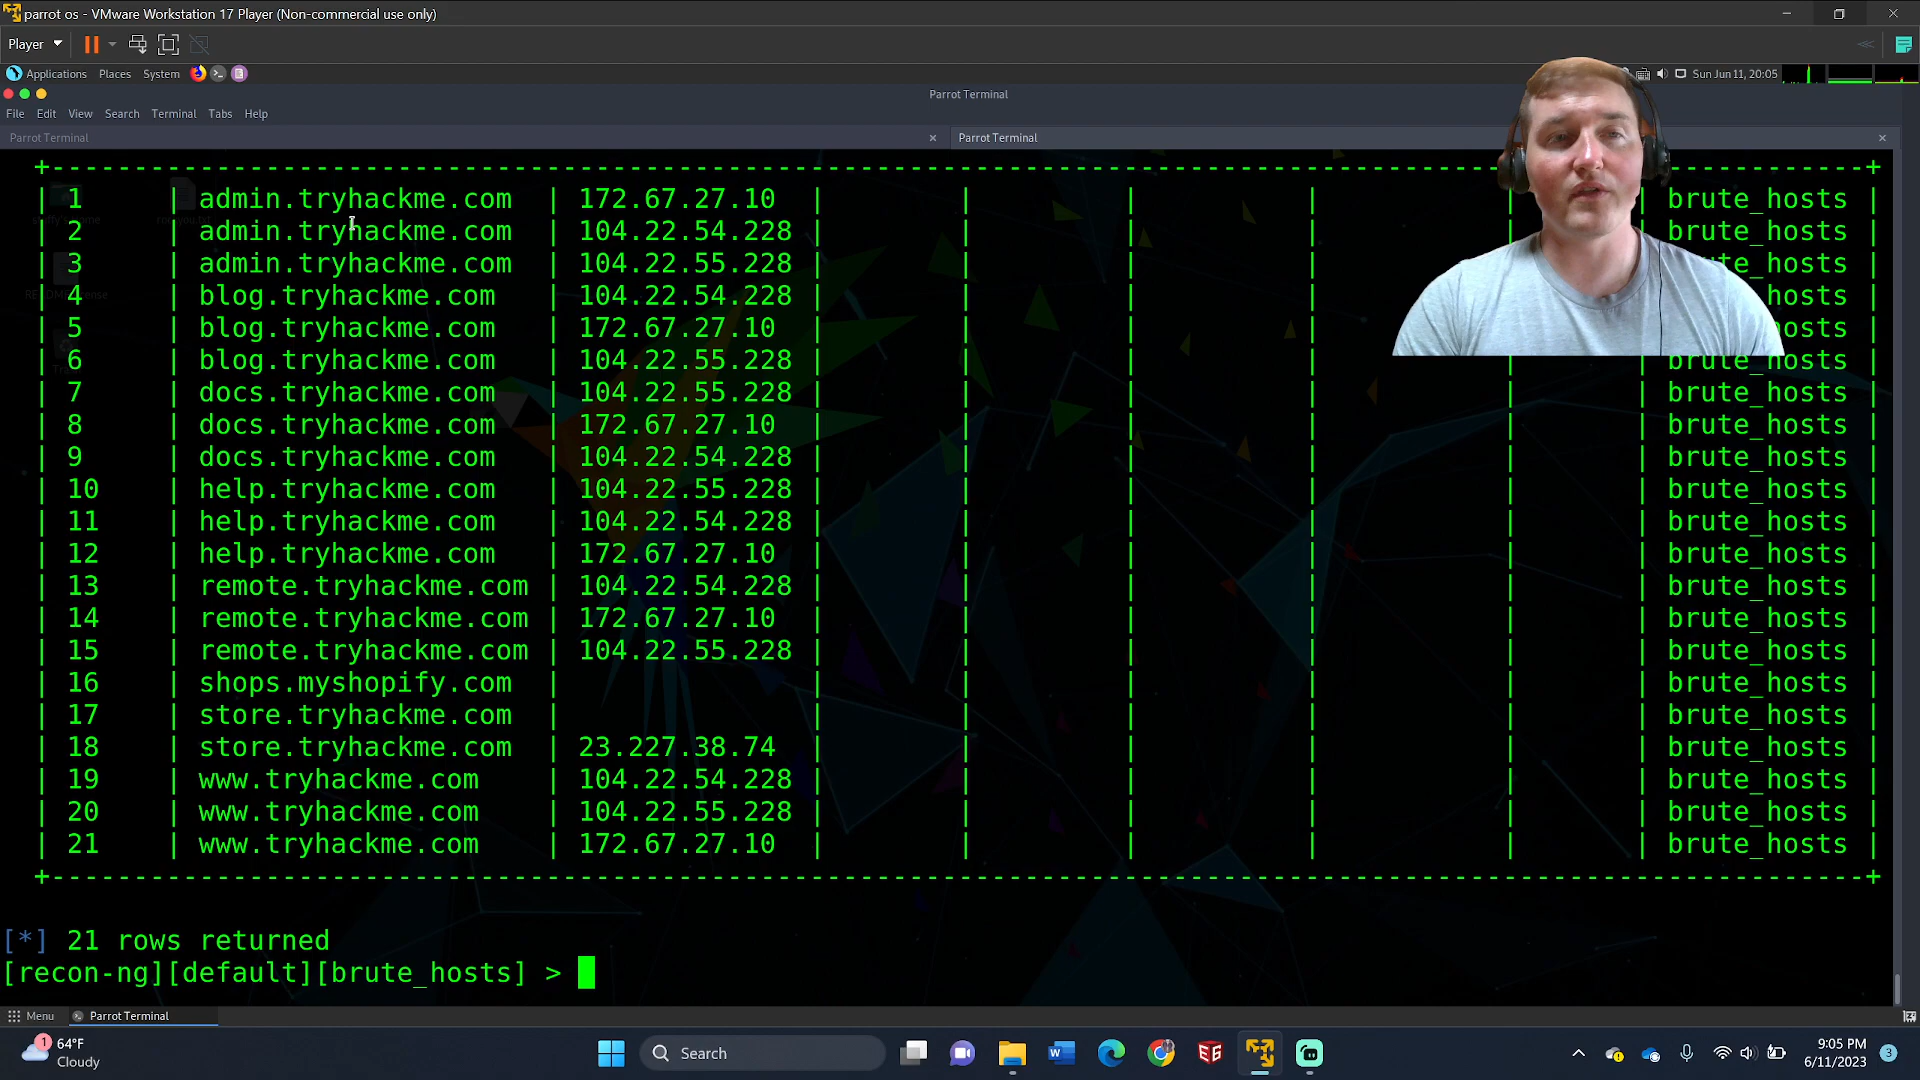 parrot os - VMware Workstation 17 Player (Non-commercial use only)
Player
Applications Places System Sun Jun 11, 20:05
Parrot Terminal
File Edit View Search Terminal Tabs Help
Parrot Terminal Parrot Terminal
| 1 | admin.tryhackme.com | 172.67.27.10 | | | | | | brute_hosts |
| 2 | admin.tryhackme.com | 104.22.54.228 | | | | | | brute_hosts |
| 3 | admin.tryhackme.com | 104.22.55.228 | | | | | te_hosts |
| 4 | blog.tryhackme.com | 104.22.54.228 | | | | hosts |
| 5 | blog.tryhackme.com | 172.67.27.10 | | | | hosts |
| 6 | blog.tryhackme.com | 104.22.55.228 | | | | | | brute_hosts |
| 7 | docs.tryhackme.com | 104.22.55.228 | | | | | | brute_hosts |
| 8 | docs.tryhackme.com | 172.67.27.10 | | | | | | brute_hosts |
| 9 | docs.tryhackme.com | 104.22.54.228 | | | | | | brute_hosts |
| 10 | help.tryhackme.com | 104.22.55.228 | | | | | | brute_hosts |
| 11 | help.tryhackme.com | 104.22.54.228 | | | | | | brute_hosts |
| 12 | help.tryhackme.com | 172.67.27.10 | | | | | | brute_hosts |
| 13 | remote.tryhackme.com | 104.22.54.228 | | | | | | brute_hosts |
| 14 | remote.tryhackme.com | 172.67.27.10 | | | | | | brute_hosts |
| 15 | remote.tryhackme.com | 104.22.55.228 | | | | | | brute_hosts |
| 16 | shops.myshopify.com | | | | | | | brute_hosts |
| 17 | store.tryhackme.com | | | | | | | brute_hosts |
| 18 | store.tryhackme.com | 23.227.38.74 | | | | | | brute_hosts |
| 19 | www.tryhackme.com | 104.22.54.228 | | | | | | brute_hosts |
| 20 | www.tryhackme.com | 104.22.55.228 | | | | | | brute_hosts |
| 21 | www.tryhackme.com | 172.67.27.10 | | | | | | brute_hosts |
[*] 21 rows returned
[recon-ng][default][brute_hosts] >
Menu Parrot Terminal
1 64°F
Cloudy
Search
9:05 PM
6/11/2023
3